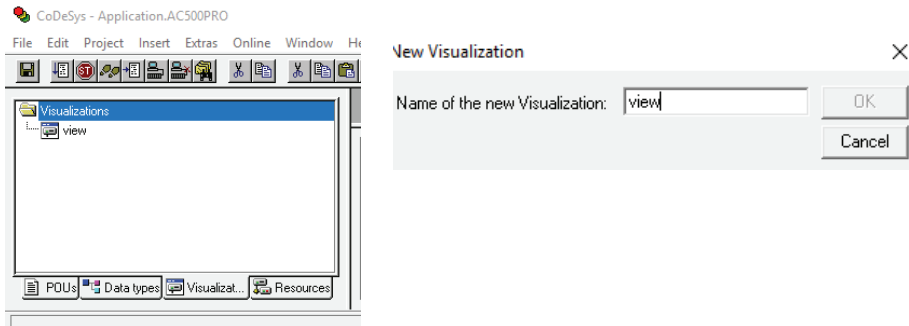 CoDeSys - Application.AC500PRO
File Edit Project Insert Extras Online Window He
Visualizations
view
POUs Data types Visualizat... Resources
New Visualization
Name of the new Visualization: view OK
Cancel